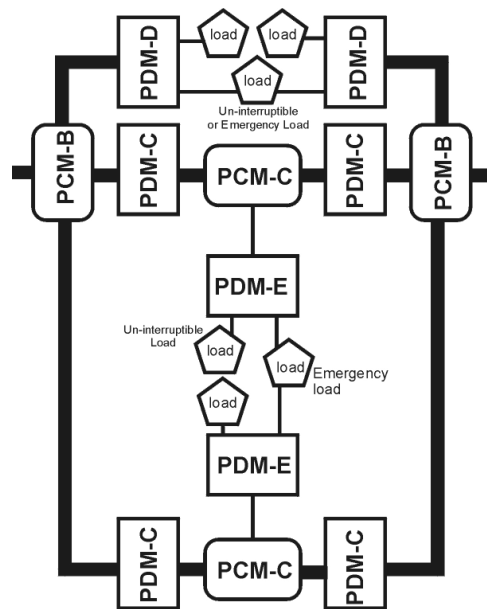 PDM-D
load
load
PDM-D
load
Un-interruptible
or Emergency Load
PCM-B
PDM-C
PCM-C
PDM-C
PCM-B
PDM-E
Un-interruptible
Load
load
load
Emergency
load
load
PDM-E
PDM-C
PCM-C
PDM-C